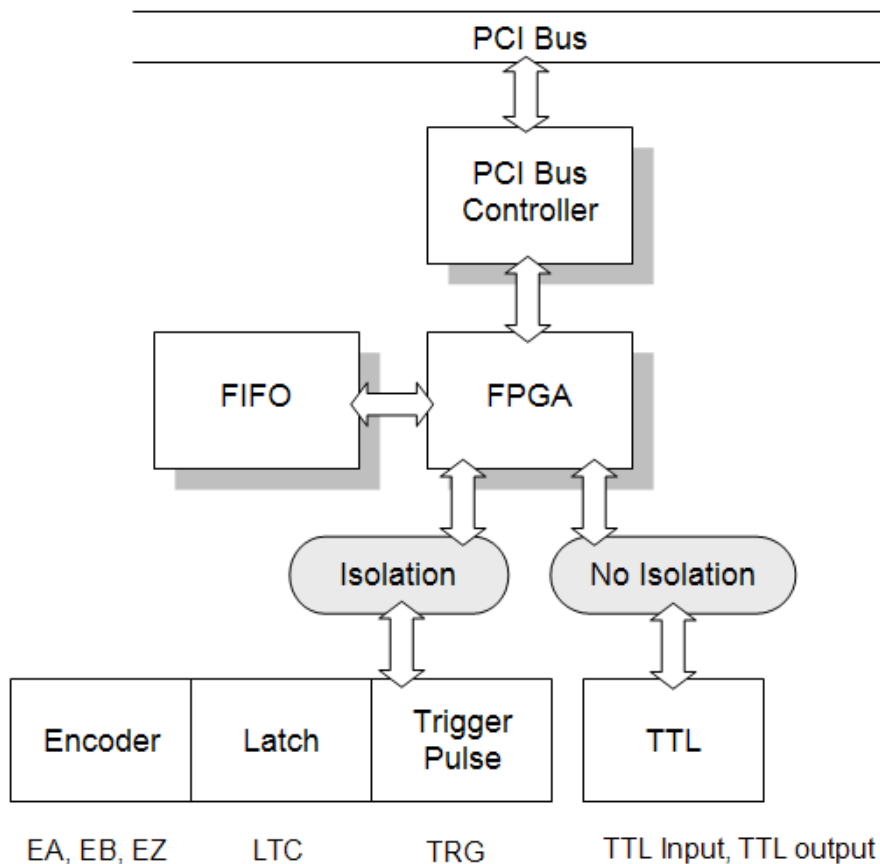 PCI Bus
PCI Bus
Controller
FIFO
FPGA
Isolation
No Isolation
Encoder
Latch
Trigger
Pulse
TTL
EA, EB, EZ
LTC
TRG
TTL Input, TTL output